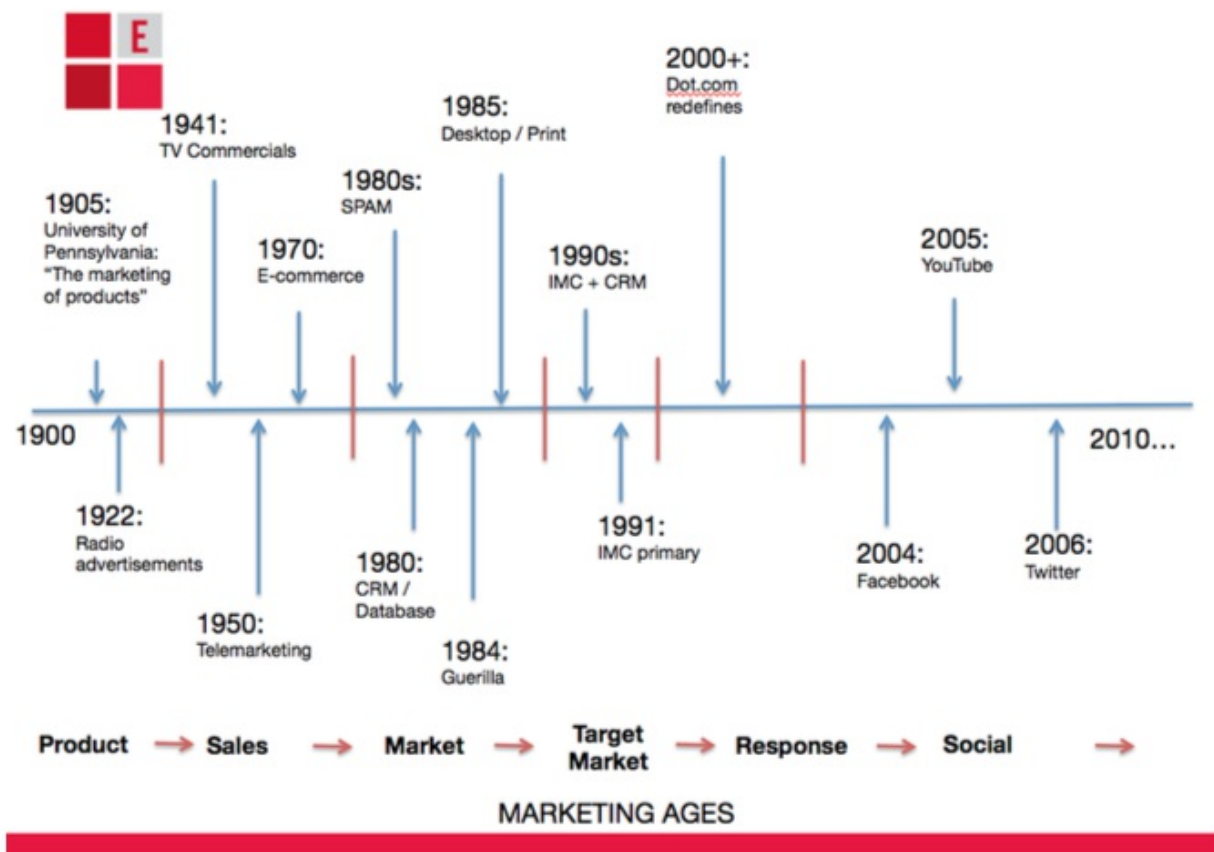 E
2000+:
Dot.com
redefines
1985:
Desktop / Print
1941:
TV Commercials
1980s:
SPAM
1905:
University of
Pennsylvania:
“The marketing
of products”
1970:
E-commerce
1990s:
IMC + CRM
2005:
YouTube
1900
2010...
1922:
Radio
advertisements
1950:
Telemarketing
1980:
CRM /
Database
1984:
Guerilla
1991:
IMC primary
2004:
Facebook
2006:
Twitter
Product
Sales
Market
Target
Market
Response
Social
MARKETING AGES